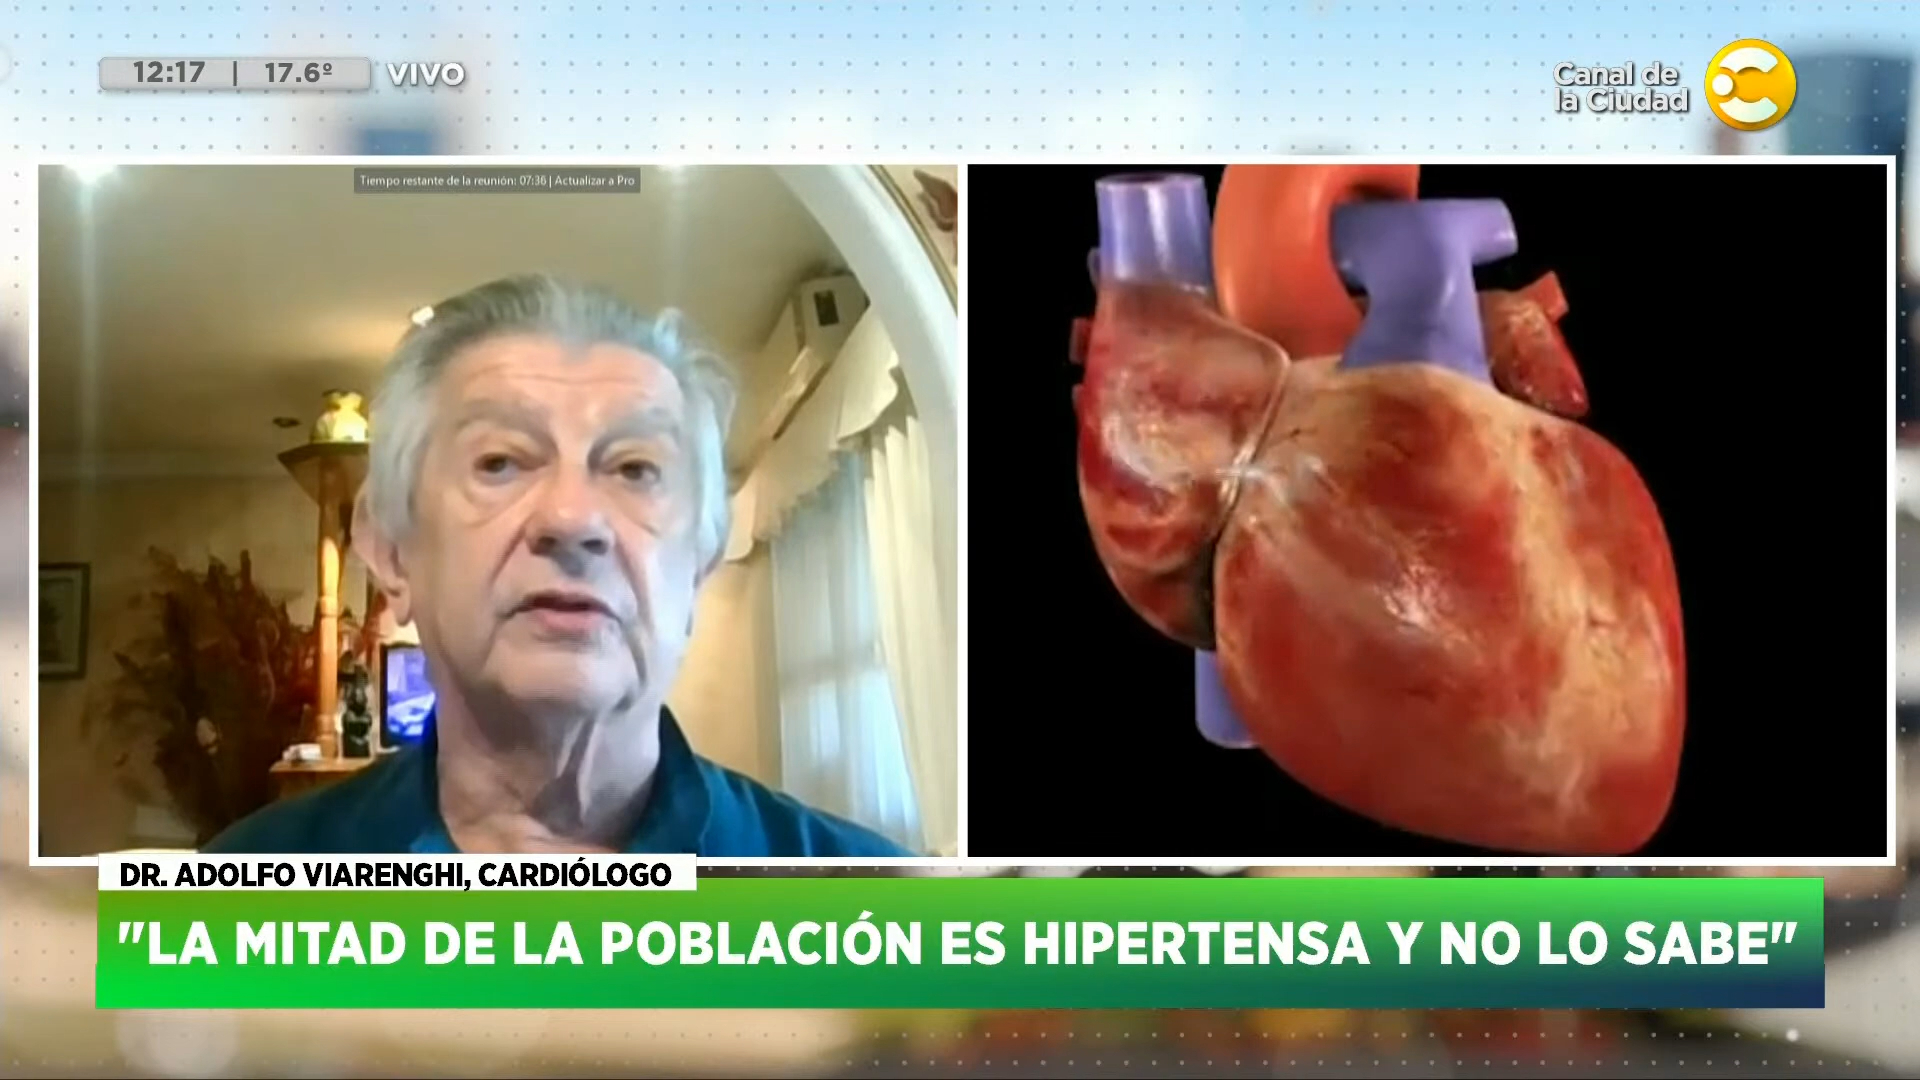 12:17 | 17.6º VIVO
Canal de
la Ciudad
Tiempo restante de la reunión: 07:36 | Actualizar a Pro
DR. ADOLFO VIARENGHI, CARDIÓLOGO
"LA MITAD DE LA POBLACIÓN ES HIPERTENSA Y NO LO SABE"